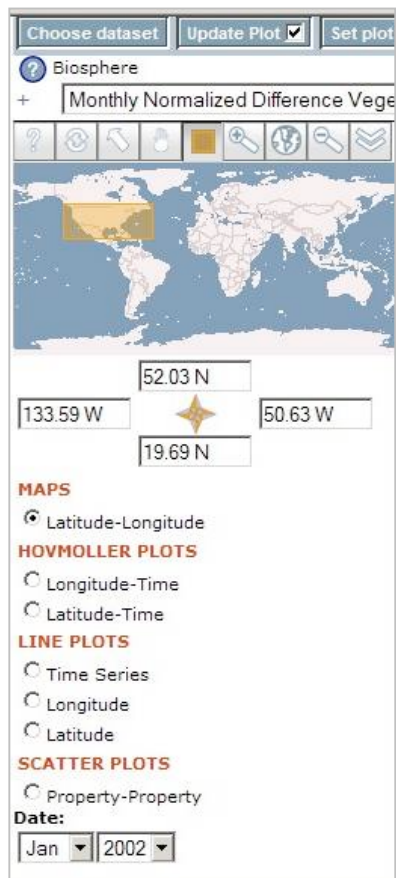 Choose dataset Update Plot Set plot
? Biosphere
+ Monthly Normalized Difference Vege
?
52.03 N
133.59 W 50.63 W
19.69 N
MAPS
Latitude-Longitude
HOVMOLLER PLOTS
Longitude-Time
Latitude-Time
LINE PLOTS
Time Series
Longitude
Latitude
SCATTER PLOTS
Property-Property
Date:
Jan 2002